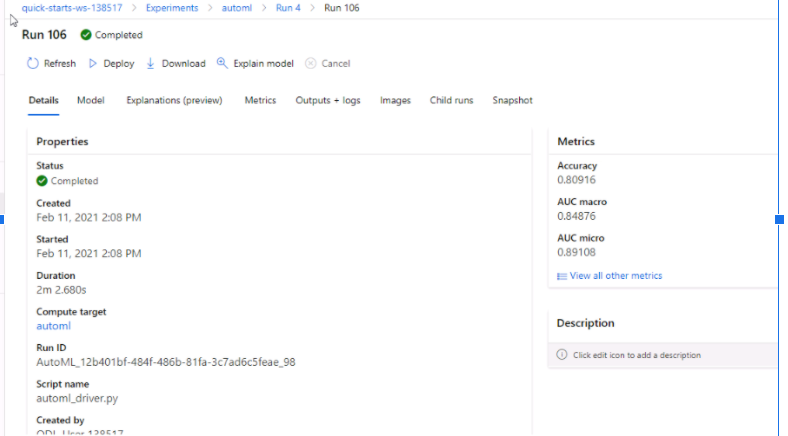 quick-starts-ws-138517 > Experiments > automl > Run 4 > Run 106
Run 106 Completed
Refresh Deploy Download Explain model Cancel
Details Model Explanations (preview) Metrics Outputs + logs Images Child runs Snapshot
Properties
Status
Completed
Created
Feb 11, 2021 2:08 PM
Started
Feb 11, 2021 2:08 PM
Duration
2m 2.680s
Compute target
automl
Run ID
AutoML_12b401bf-484f-486b-81fa-3c7ad6c5feae_98
Script name
automl_driver.py
Created by
ODL_User 138517
Metrics
Accuracy
0.80916
AUC macro
0.84876
AUC micro
0.89108
View all other metrics
Description
Click edit icon to add a description